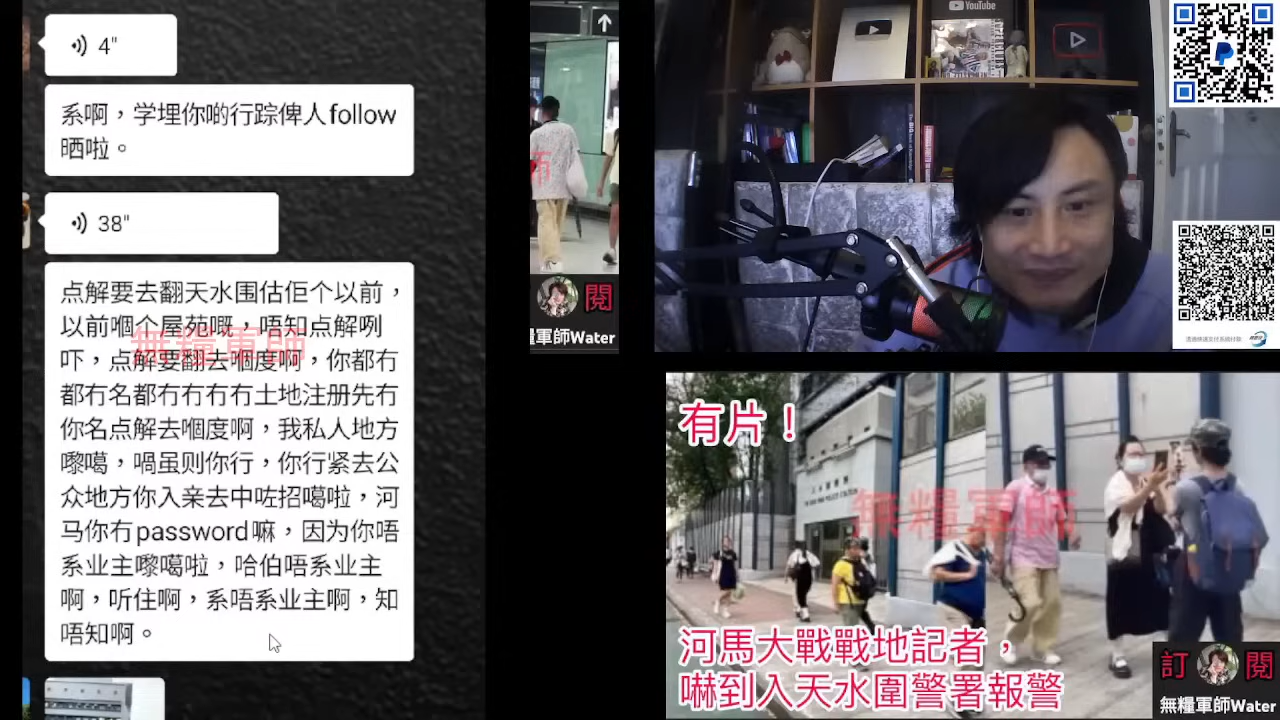 4"
系啊，学埋你啲行踪俾人follow
晒啦。
38"
点解要去翻天水围估佢个以前，
以前嗰个屋苑嘅，唔知点解咧
吓，点解要翻去嗰度啊，你都冇
都冇名都冇冇冇冇土地注册先冇
你名点解去嗰度啊，我私人地方
嚟噶，喎虽则你行，你行紧去公
众地方你入亲去中咗招噶啦，河
马你冇password嘛，因为你唔
系业主嚟噶啦，哈伯唔系业主
啊，听住啊，系唔系业主啊，知
唔知啊。
無糧軍師
師
閱
糧軍師Water
YouTube
有片！
無糧軍師
河馬大戰戰地記者，
嚇到入天水圍警署報警
訂 閱
無糧軍師Water